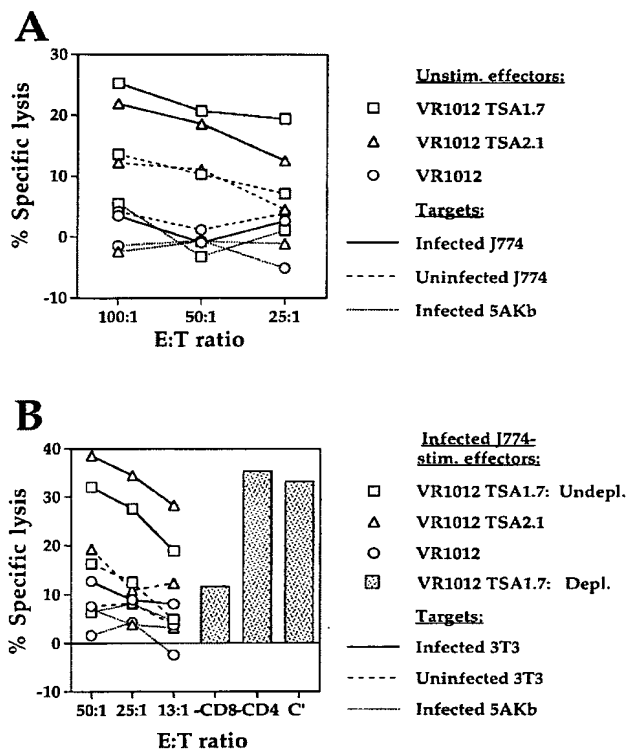 A
30
20
10
0
-10
% Specific lysis
100:1 50:1 25:1
E:T ratio
Unstim. effectors:
VR1012 TSA1.7
VR1012 TSA2.1
VR1012
Targets:
Infected J774
Uninfected J774
Infected 5AKb
B
40
30
20
10
0
-10
% Specific lysis
50:1 25:1 13:1 -CD8 -CD4 C'
E:T ratio
Infected J774-
stim. effectors:
VR1012 TSA1.7: Undepl.
VR1012 TSA2.1
VR1012
VR1012 TSA1.7: Depl.
Targets:
Infected 3T3
Uninfected 3T3
Infected 5AKb